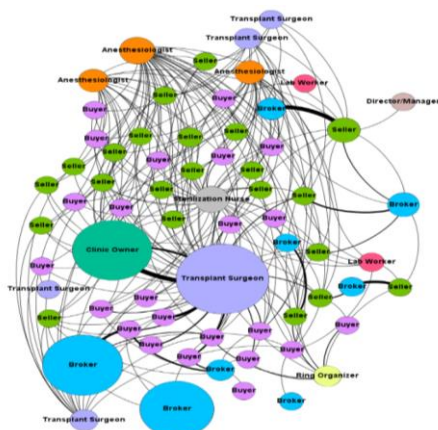 Transplant Surgeon
Transplant Surgeon
Anesthesiologist
Seller
Anesthesiologist
Anesthesiologist
Lab Worker
Seller
Buyer
Director/Manager
Buyer
Broker
Seller
Seller
Buyer
Seller
Seller
Seller
Buyer
Seller
Buyer
Buyer
Buyer
Seller
Seller
Seller
Buyer
Seller
Seller
Seller
Seller
Seller
Sterilization Nurse
Seller
Buyer
Buyer
Buyer
Broker
Buyer
Seller
Seller
Buyer
Buyer
Broker
Clinic Owner
Seller
Buyer
Lab Worker
Transplant Surgeon
Transplant Surgeon
Broker
Seller
Buyer
Buyer
Seller
Buyer
Buyer
Seller
Seller
Buyer
Buyer
Buyer
Buyer
Buyer
Buyer
Buyer
Buyer
Broker
Buyer
Broker
Ring Organizer
Buyer
Broker
Broker
Transplant Surgeon